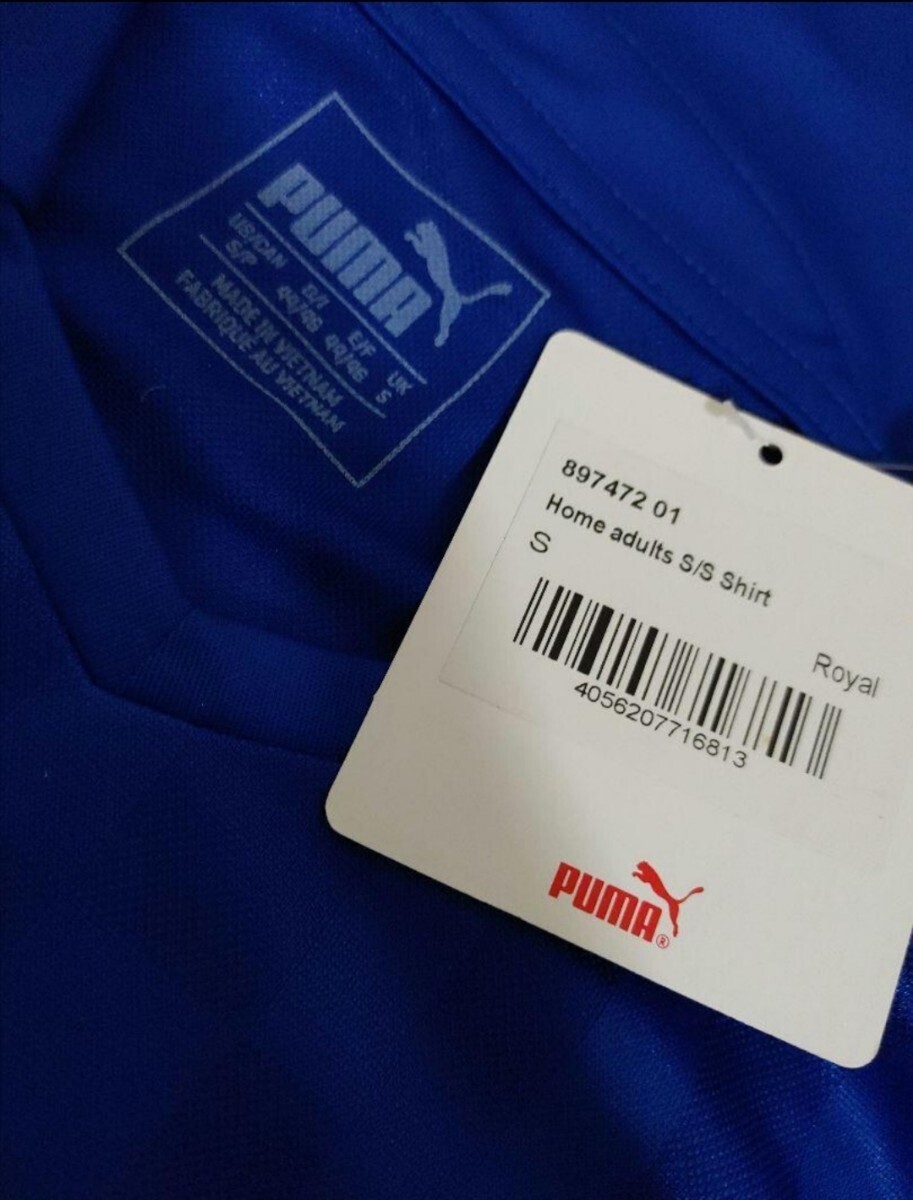 PUMA
US/CAN D/I E/F UK
S/P 44/46 44/46 S
MADE IN VIETNAM
FABRIQUE AU VIETNAM
897472 01
Home adults S/S Shirt
S
Royal
4056207716813
PUMA®